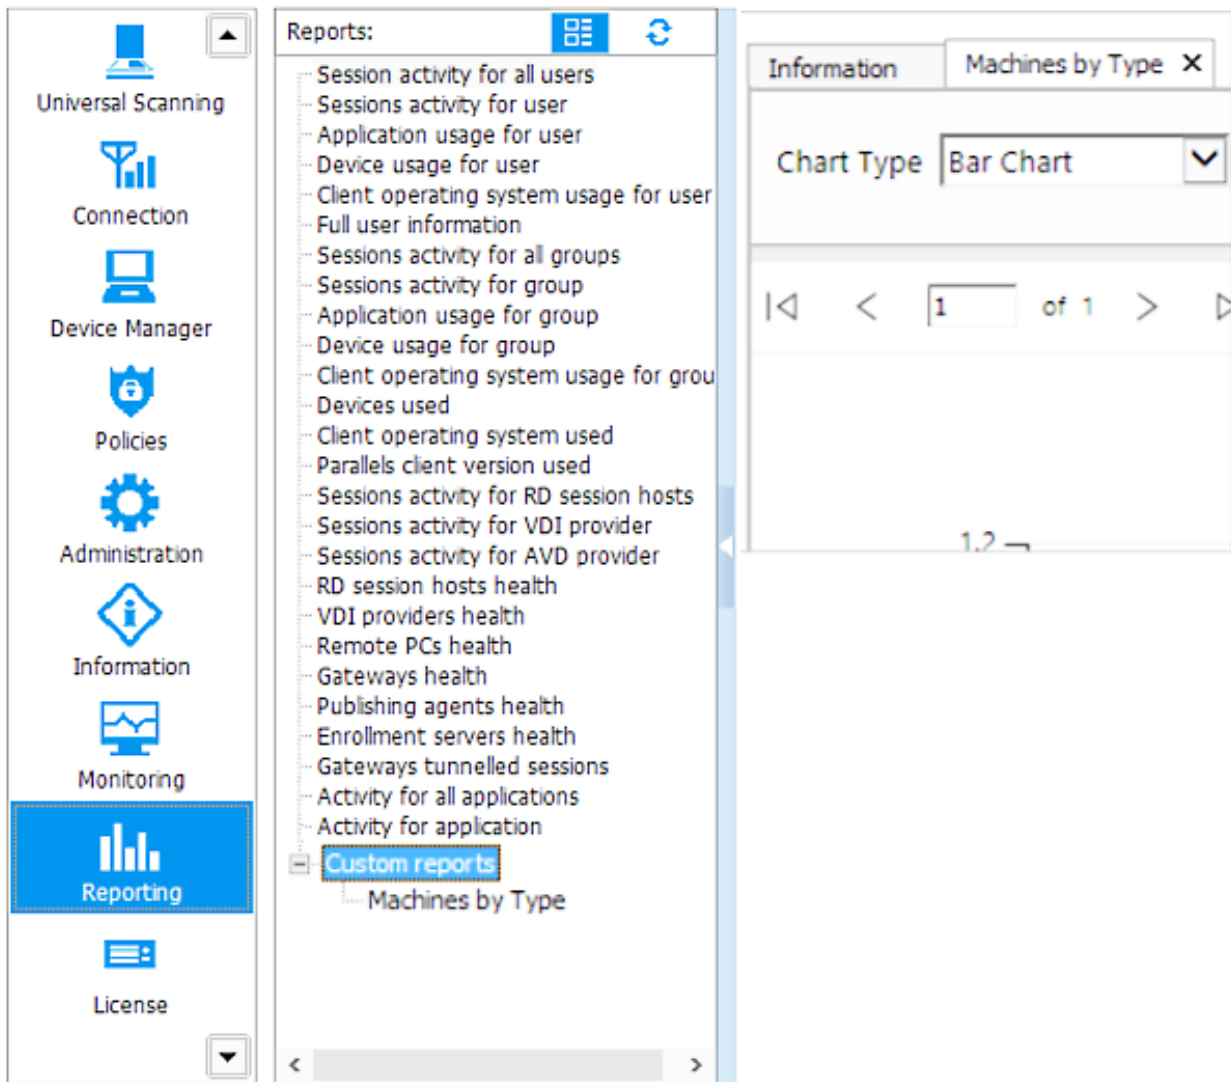 Universal Scanning
Connection
Device Manager
Policies
Administration
Information
Monitoring
Reporting
License
Reports:
Session activity for all users
Sessions activity for user
Application usage for user
Device usage for user
Client operating system usage for user
Full user information
Sessions activity for all groups
Sessions activity for group
Application usage for group
Device usage for group
Client operating system usage for grou
Devices used
Client operating system used
Parallels client version used
Sessions activity for RD session hosts
Sessions activity for VDI provider
Sessions activity for AVD provider
RD session hosts health
VDI providers health
Remote PCs health
Gateways health
Publishing agents health
Enrollment servers health
Gateways tunnelled sessions
Activity for all applications
Activity for application
Custom reports
Machines by Type
Information Machines by Type
Chart Type Bar Chart
1 of 1
1.2